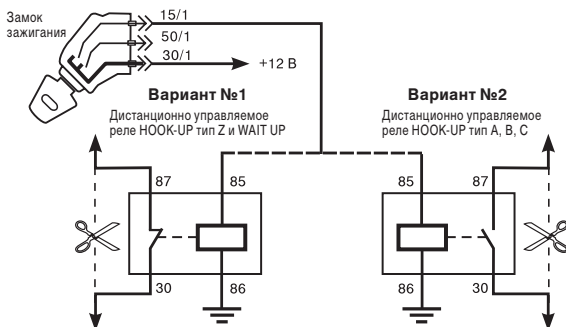 Замок
зажигания
15/1
50/1
30/1
+12 В
Вариант №1
Дистанционно управляемое
реле HOOK-UP тип Z и WAIT UP
Вариант №2
Дистанционно управляемое
реле HOOK-UP тип A, B, C
87
85
85
87
30
86
86
30